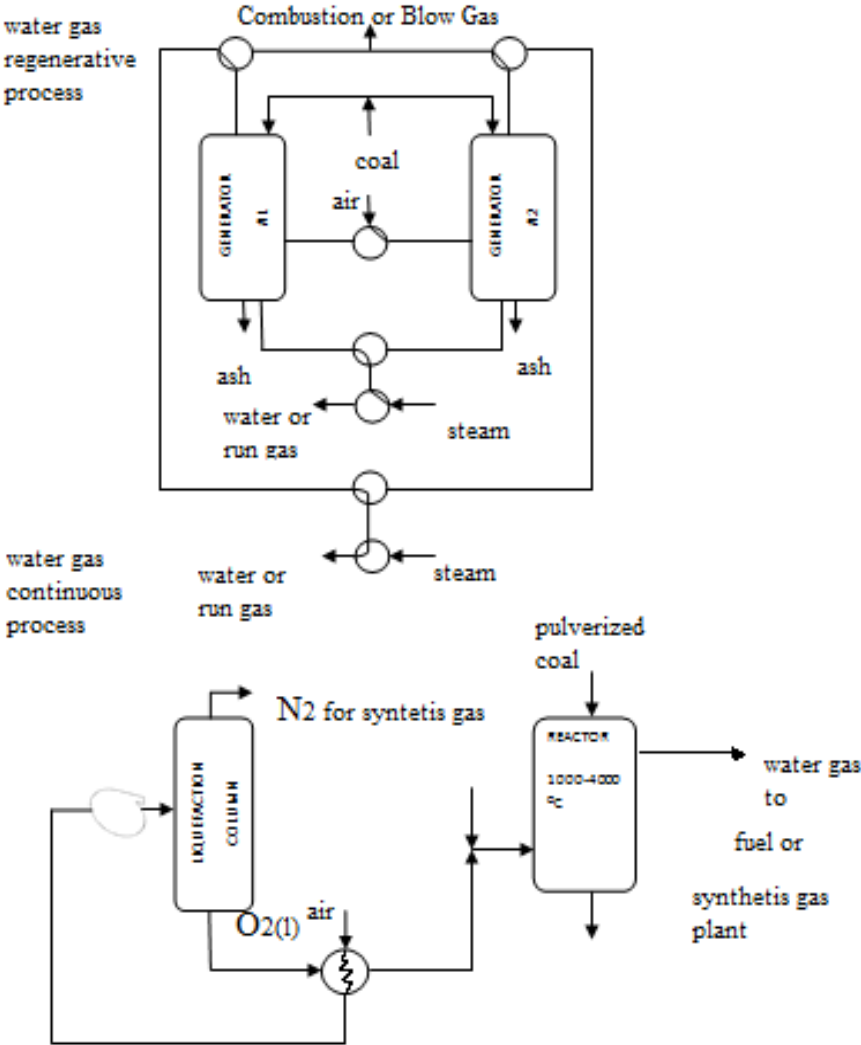 Combustion or Blow Gas
water gas
regenerative
process
coal
air
GENERATOR
#1
GENERATOR
#2
ash
ash
water or
run gas
steam
water gas
continuous
process
water or
run gas
steam
pulverized
coal
N2 for syntetis gas
REACTOR
1000-4000
ºC
LIQUEFACTION
COLUMN
water gas
to
fuel or
synthetis gas
plant
O2(l)
air